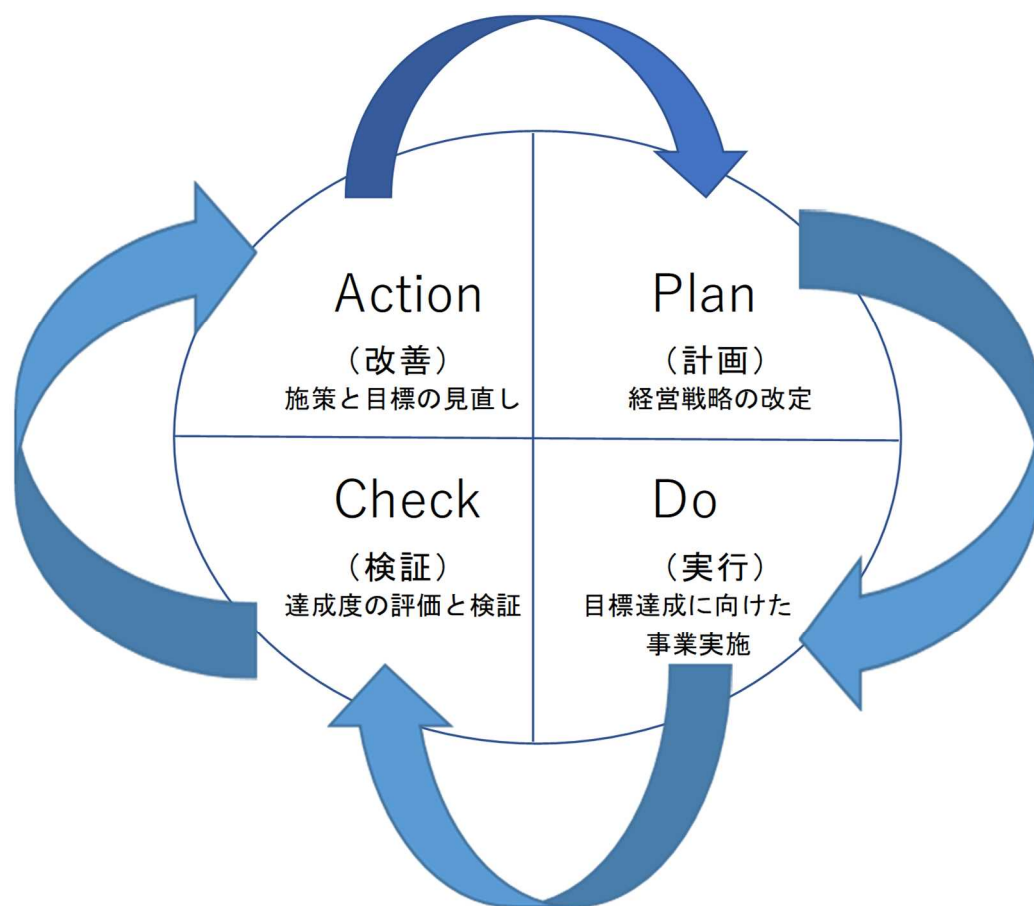 Action
（改善）
施策と目標の見直し
Plan
（計画）
経営戦略の改定
Check
（検証）
達成度の評価と検証
Do
（実行）
目標達成に向けた
事業実施